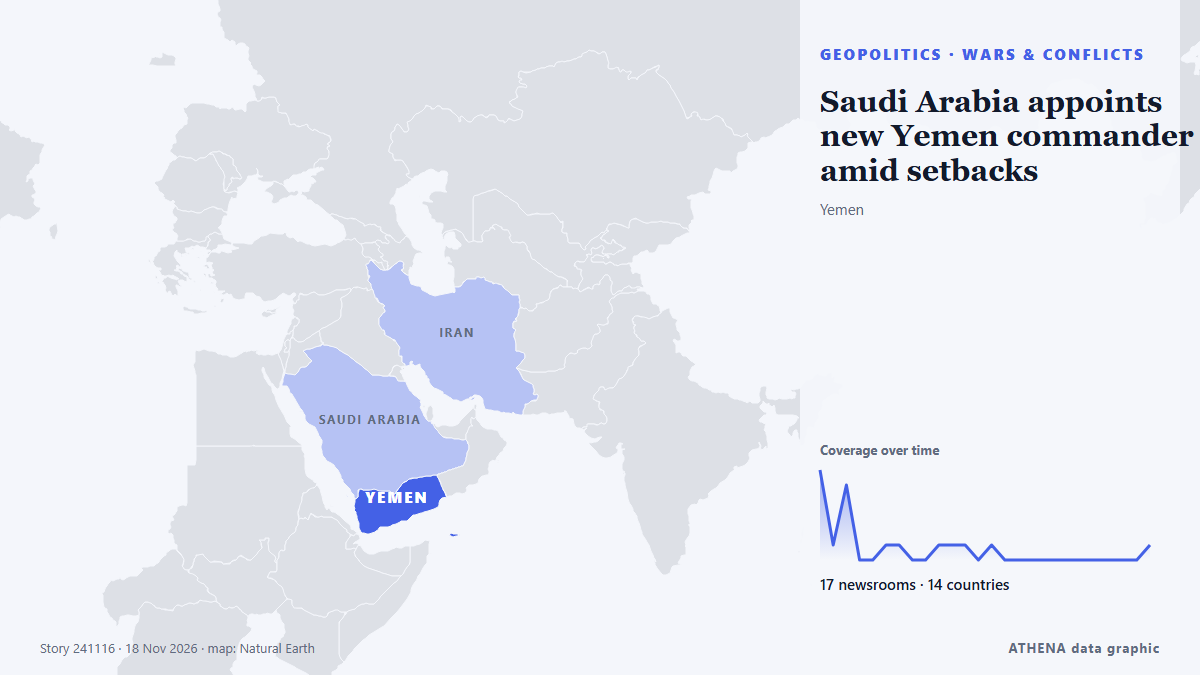 GEOPOLITICS · WARS & CONFLICTS
Saudi Arabia appoints
new Yemen commander
amid setbacks
Yemen
IRAN
SAUDI ARABIA
YEMEN
Coverage over time
17 newsrooms · 14 countries
Story 241116 · 18 Nov 2026 · map: Natural Earth
ATHENA data graphic